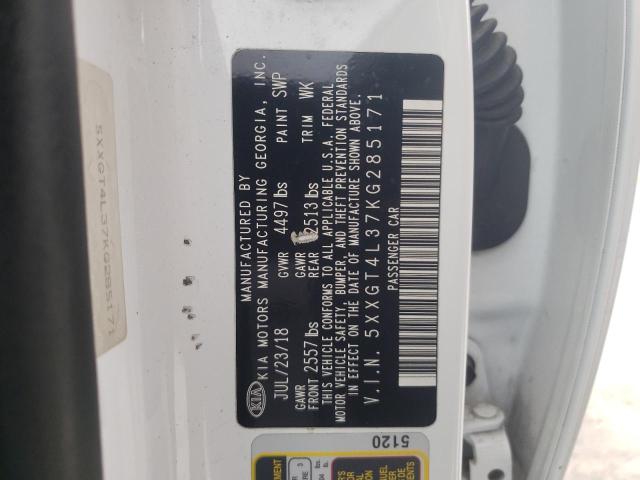 MANUFACTURED BY
KIA KIA MOTORS MANUFACTURING GEORGIA, INC.
JUL/23/18 GVWR 4497 lbs PAINT SWP
GAWR FRONT 2557 lbs GAWR REAR 2513 lbs TRIM WK
THIS VEHICLE CONFORMS TO ALL APPLICABLE U.S.A. FEDERAL
MOTOR VEHICLE SAFETY, BUMPER, AND THEFT PREVENTION STANDARDS
IN EFFECT ON THE DATE OF MANUFACTURE SHOWN ABOVE.
V.I.N. 5XXGT4L37KG285171
PASSENGER CAR
5XXGT4L37KG285171
5120